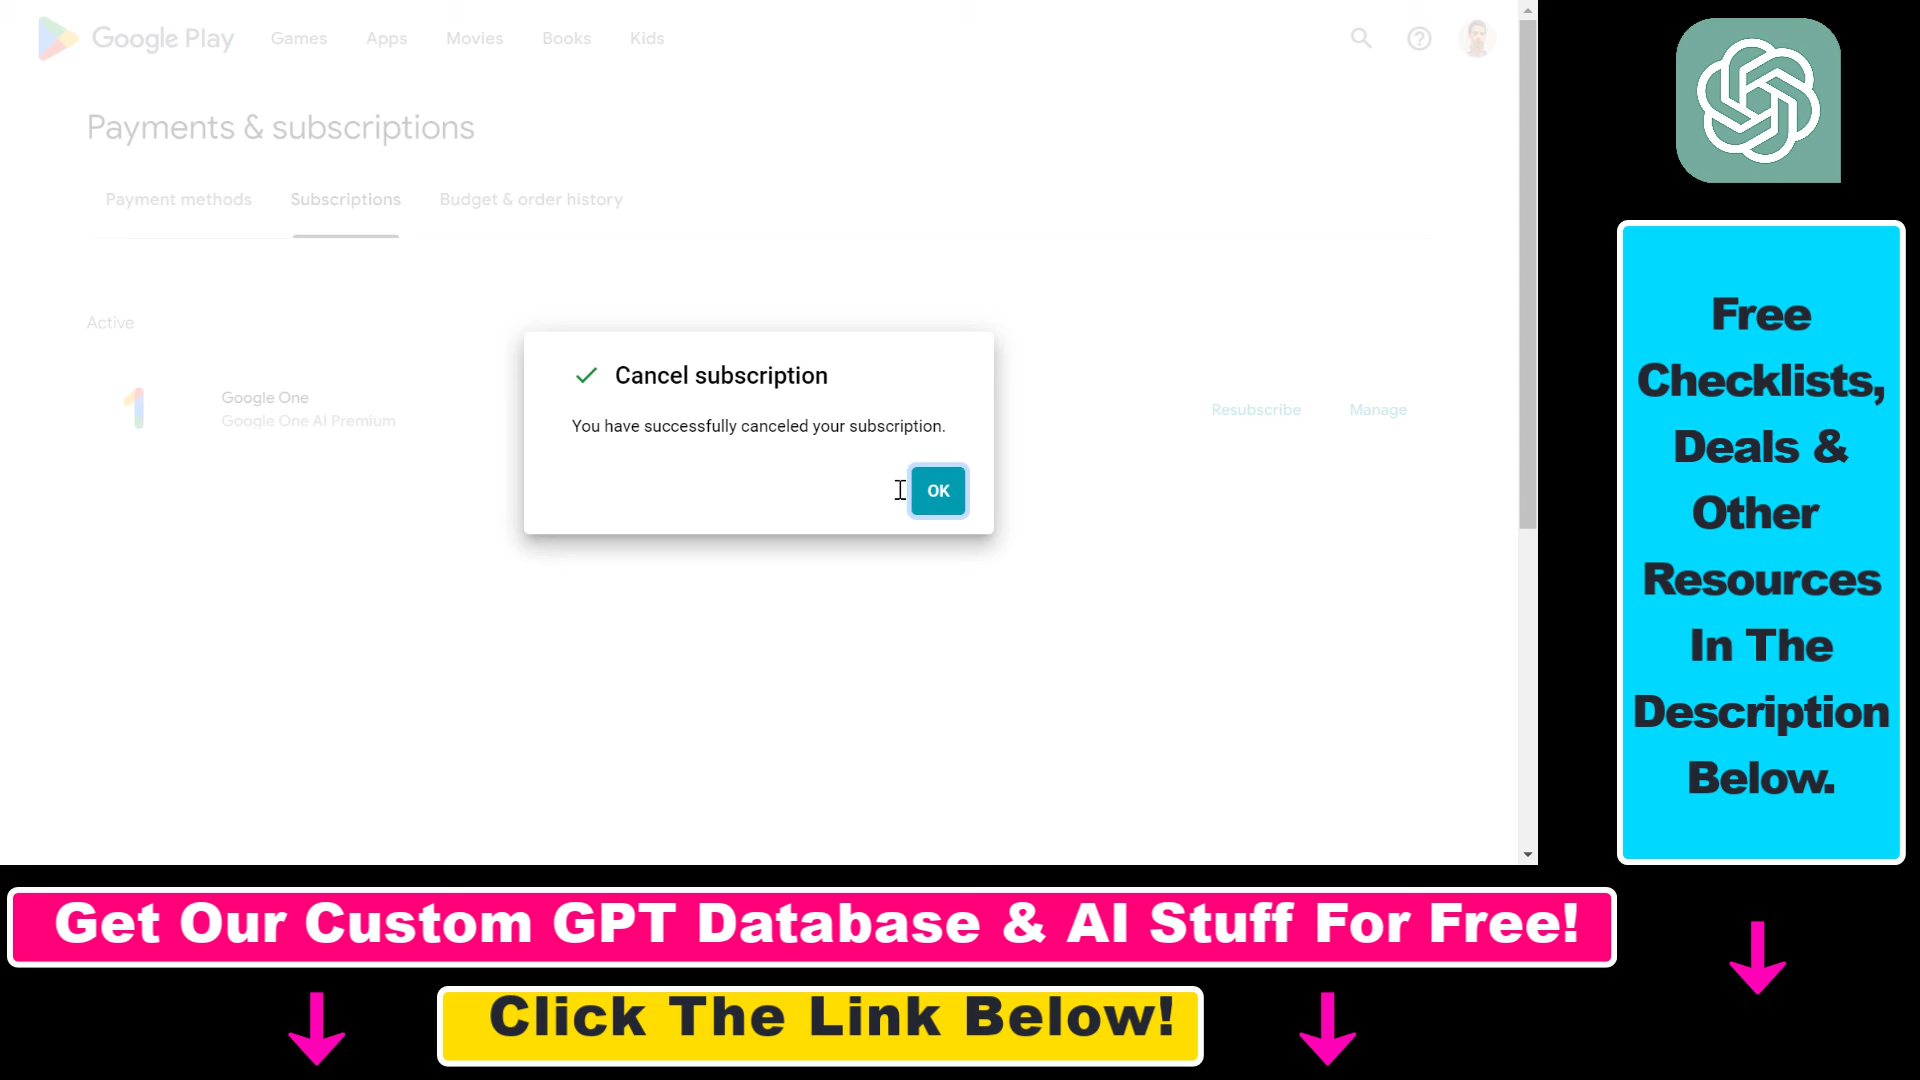 Google Play
Games
Apps
Movies
Books
Kids
Payments & subscriptions
Payment methods
Subscriptions
Budget & order history
Active
Google One
Google One AI Premium
Resubscribe
Manage
Cancel subscription
You have successfully canceled your subscription.
OK
Free
Checklists,
Deals &
Other
Resources
In The
Description
Below.
Get Our Custom GPT Database & AI Stuff For Free!
Click The Link Below!